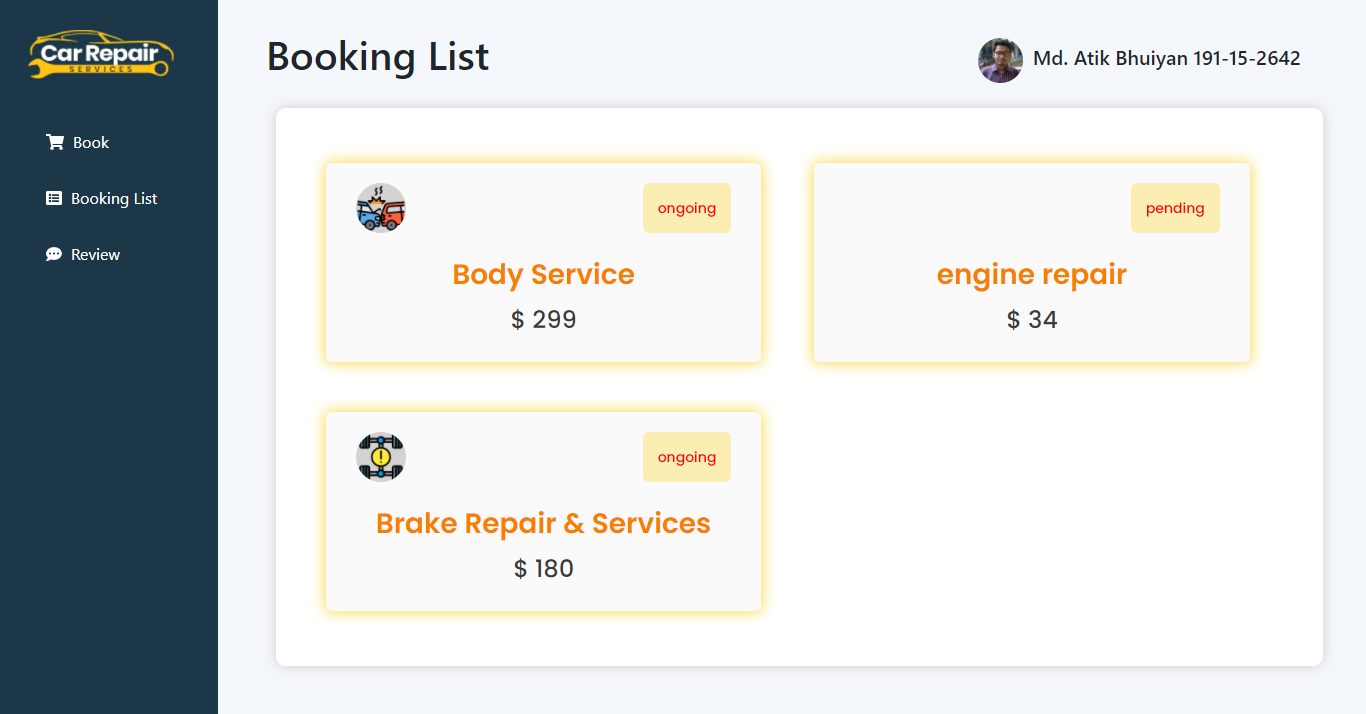 Car Repair
SERVICES
Book
Booking List
Review
Booking List
Md. Atik Bhuiyan 191-15-2642
ongoing
Body Service
$ 299
pending
engine repair
$ 34
ongoing
Brake Repair & Services
$ 180